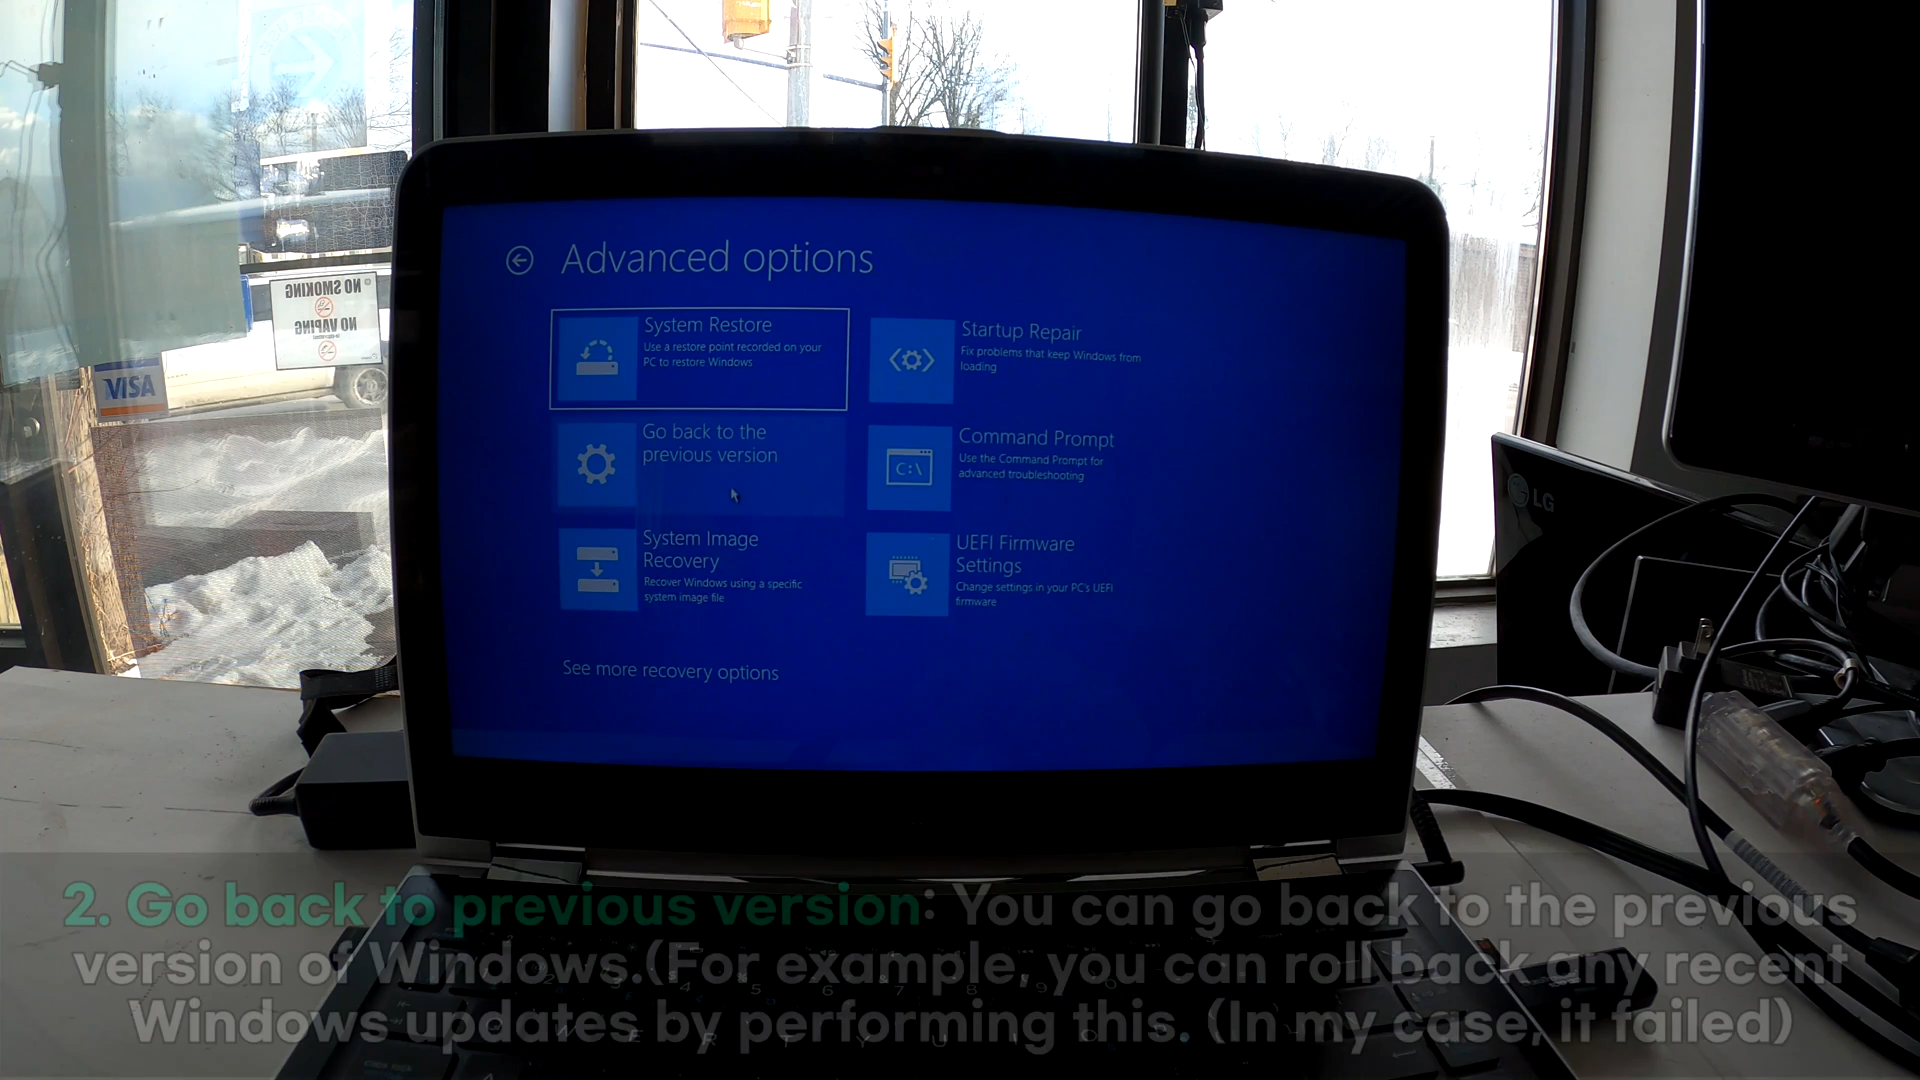 NO SMOKING
NO VAPING
VISA
Advanced options
System Restore
Use a restore point recorded on your
PC to restore Windows
Startup Repair
Fix problems that keep Windows from
loading
Go back to the
previous version
Command Prompt
Use the Command Prompt for
advanced troubleshooting
C:\
System Image
Recovery
Recover Windows using a specific
system image file
UEFI Firmware
Settings
Change settings in your PC's UEFI
firmware
See more recovery options
LG
2. Go back to previous version: You can go back to the previous
version of Windows.(For example, you can roll back any recent
Windows updates by performing this. (In my case, it failed)